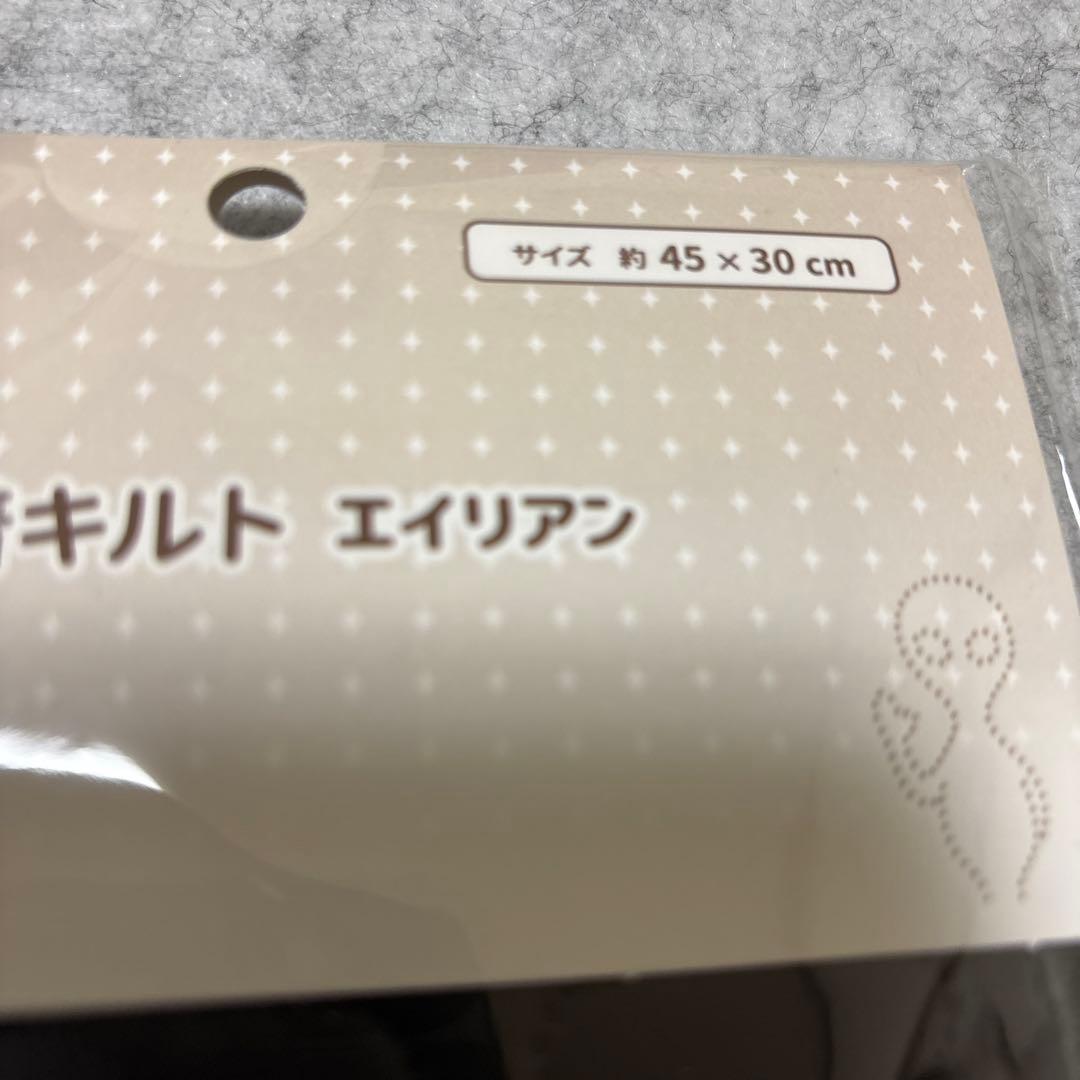 サイズ 約 45 × 30 cm
キルト エイリアン